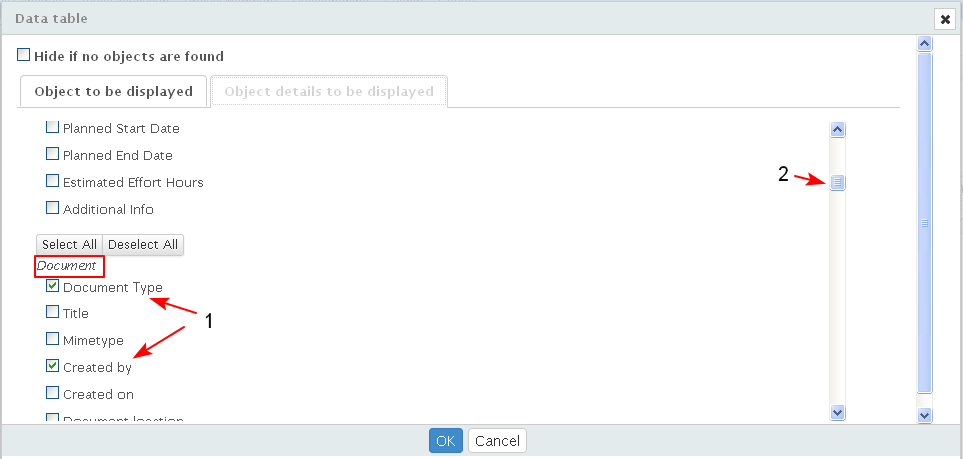 Data table
Hide if no objects are found
Object to be displayed Object details to be displayed
Planned Start Date
Planned End Date
2
Estimated Effort Hours
Additional Info
Select All Deselect All
Document
Document Type
Title
1
Mimetype
Created by
Created on
Document location
OK Cancel